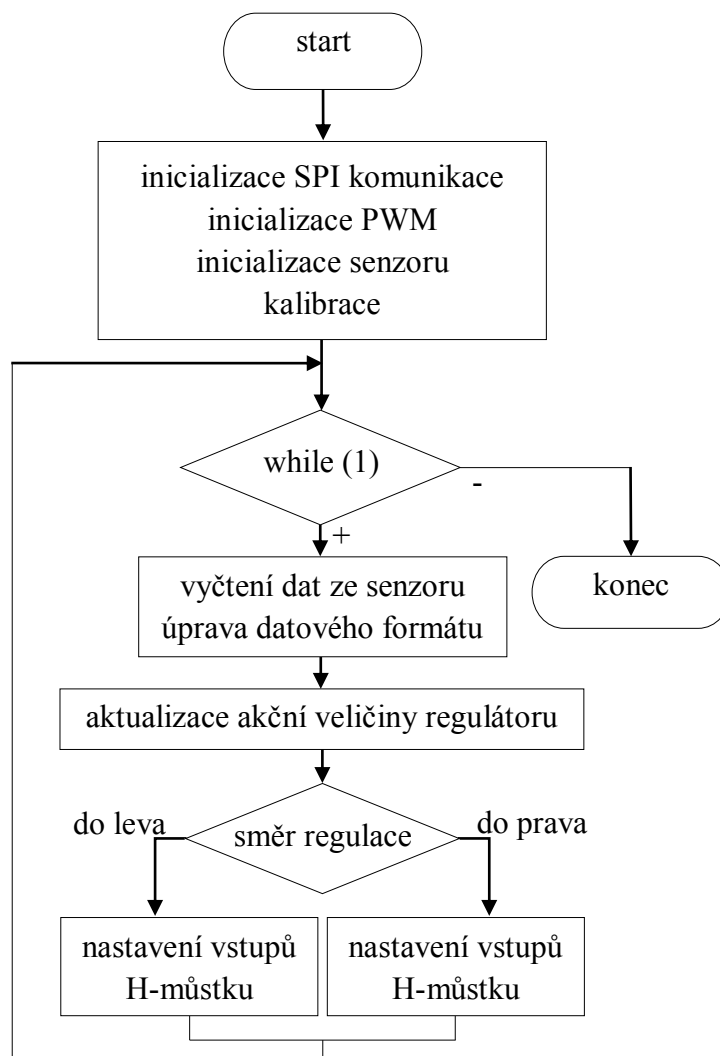 start
inicializace SPI komunikace
inicializace PWM
inicializace senzoru
kalibrace
while (1)
-
+
vyčtení dat ze senzoru
úprava datového formátu
konec
aktualizace akční veličiny regulátoru
do leva
směr regulace
do prava
nastavení vstupů
H-můstku
nastavení vstupů
H-můstku